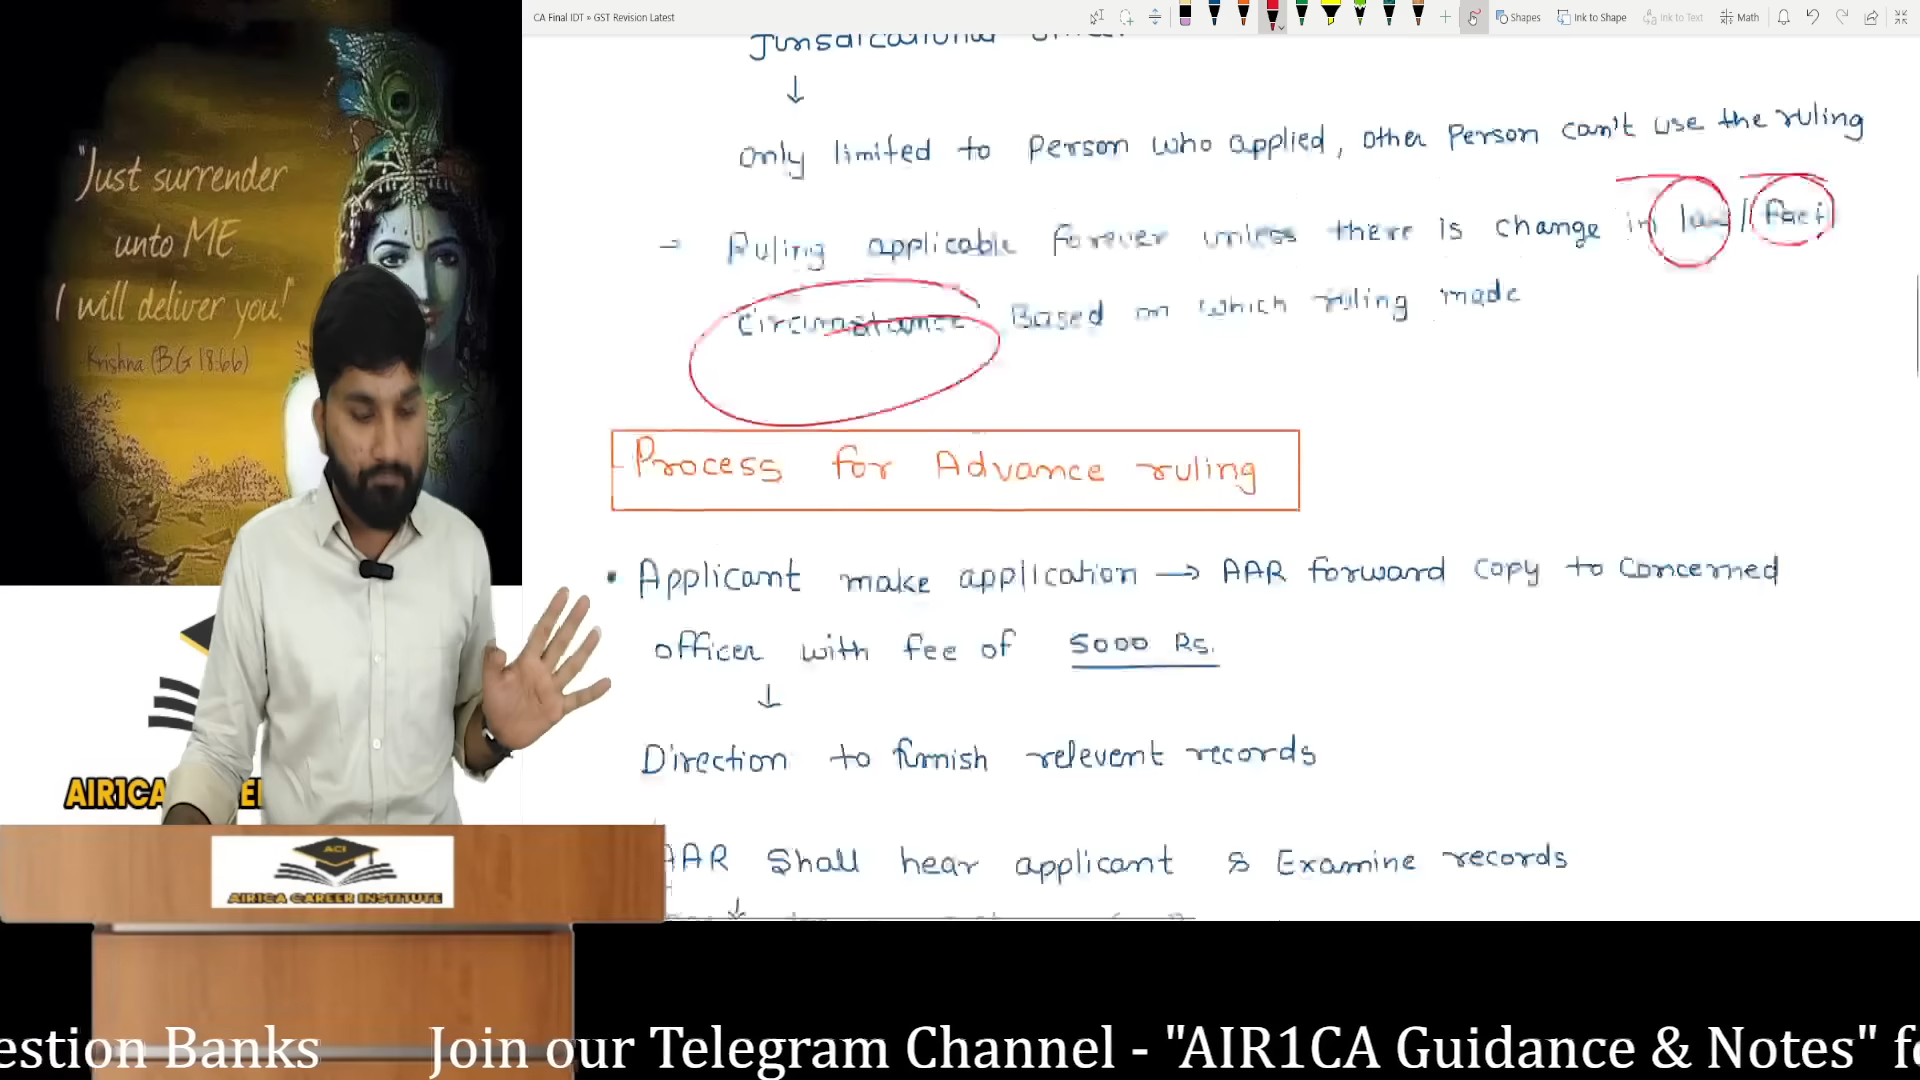 CA Final IDT » GST Revision Latest
Shapes
Ink to Shape
Ink to Text
Math
only limited to Person who applied, other Person can't use the ruling
→ Ruling applicable forever unless there is change in law / fact
circumstance Based on which ruling made
Process for Advance ruling
• Applicant make application → AAR forward copy to concerned
officer with fee of 5000 Rs.
↓
Direction to furnish relevent records
AAR Shall hear applicant & Examine records
↓
"Just surrender
unto ME
I will deliver you!"
-Krishna (B.G 18:66)
AIR1CA
ACI
AIR1CA CAREER INSTITUTE
estion Banks Join our Telegram Channel - "AIR1CA Guidance & Notes" fo